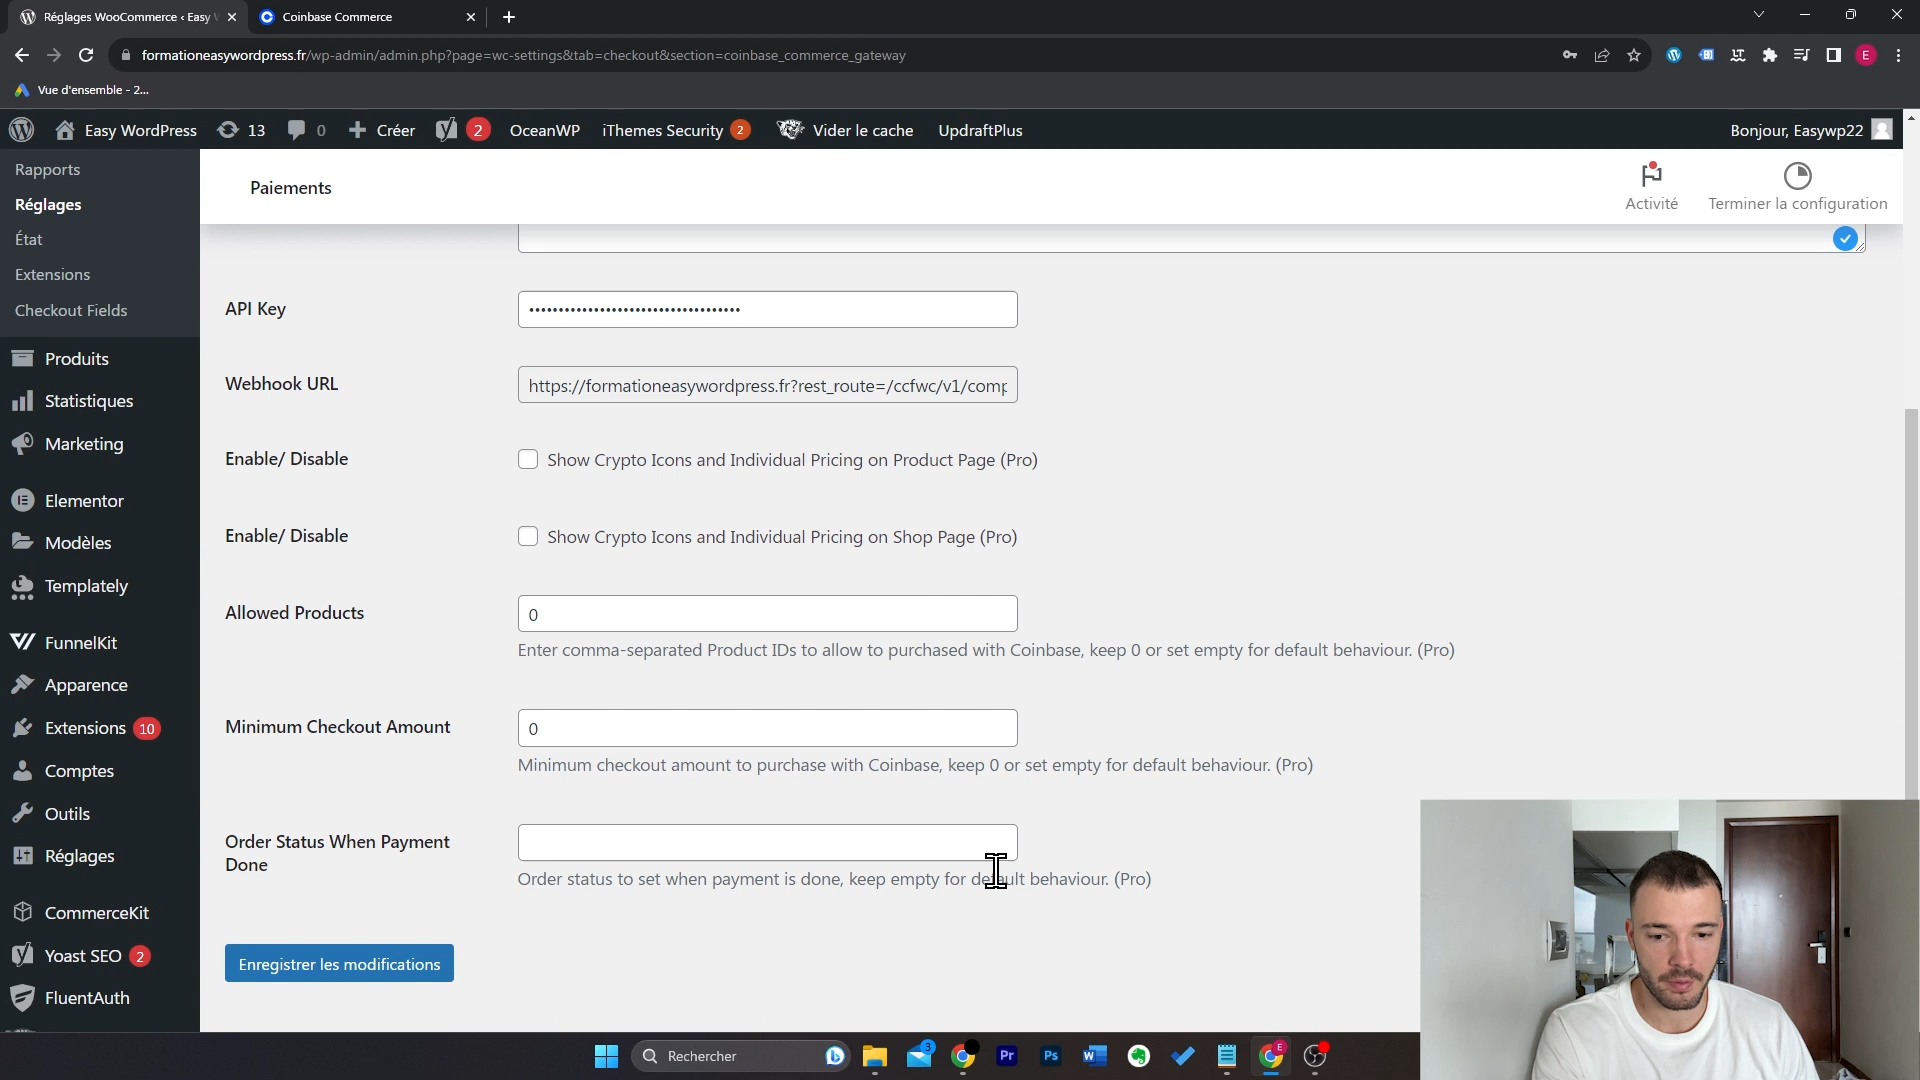 Réglages WooCommerce ‹ Easy
Coinbase Commerce
formationeasywordpress.fr/wp-admin/admin.php?page=wc-settings&tab=checkout&section=coinbase_commerce_gateway
E
Vue d'ensemble - 2...
Easy WordPress
13
0
Créer
2
OceanWP
iThemes Security
2
Vider le cache
UpdraftPlus
Bonjour, Easywp22
Rapports
Réglages
État
Extensions
Checkout Fields
Produits
Statistiques
Marketing
Elementor
Modèles
Templately
FunnelKit
Apparence
Extensions 10
Comptes
Outils
Réglages
CommerceKit
Yoast SEO 2
FluentAuth
Paiements
Activité
Terminer la configuration
API Key
••••••••••••••••••••••••••••••••••••
Webhook URL
https://formationeasywordpress.fr?rest_route=/ccfwc/v1/comp
Enable/ Disable
Show Crypto Icons and Individual Pricing on Product Page (Pro)
Enable/ Disable
Show Crypto Icons and Individual Pricing on Shop Page (Pro)
Allowed Products
0
Enter comma-separated Product IDs to allow to purchased with Coinbase, keep 0 or set empty for default behaviour. (Pro)
Minimum Checkout Amount
0
Minimum checkout amount to purchase with Coinbase, keep 0 or set empty for default behaviour. (Pro)
Order Status When Payment
Done
Order status to set when payment is done, keep empty for default behaviour. (Pro)
Enregistrer les modifications
Rechercher
3
Pr
Ps
W
E